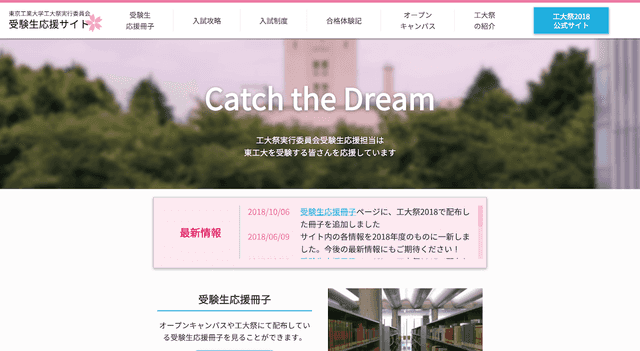 東京工業大学工大祭実行委員会
受験生応援サイト
受験生
応援冊子
入試攻略
入試制度
合格体験記
オープン
キャンパス
工大祭
の紹介
工大祭2018
公式サイト
Catch the Dream
工大祭実行委員会受験生応援担当は
東工大を受験する皆さんを応援しています
最新情報
2018/10/06 受験生応援冊子ページに、工大祭2018で配布し
た冊子を追加しました
2018/06/09 サイト内の各情報を2018年度のものに一新しま
した。今後の最新情報にもご期待ください！
受験生応援冊子
オープンキャンパスや工大祭にて配布してい
る受験生応援冊子を見ることができます。